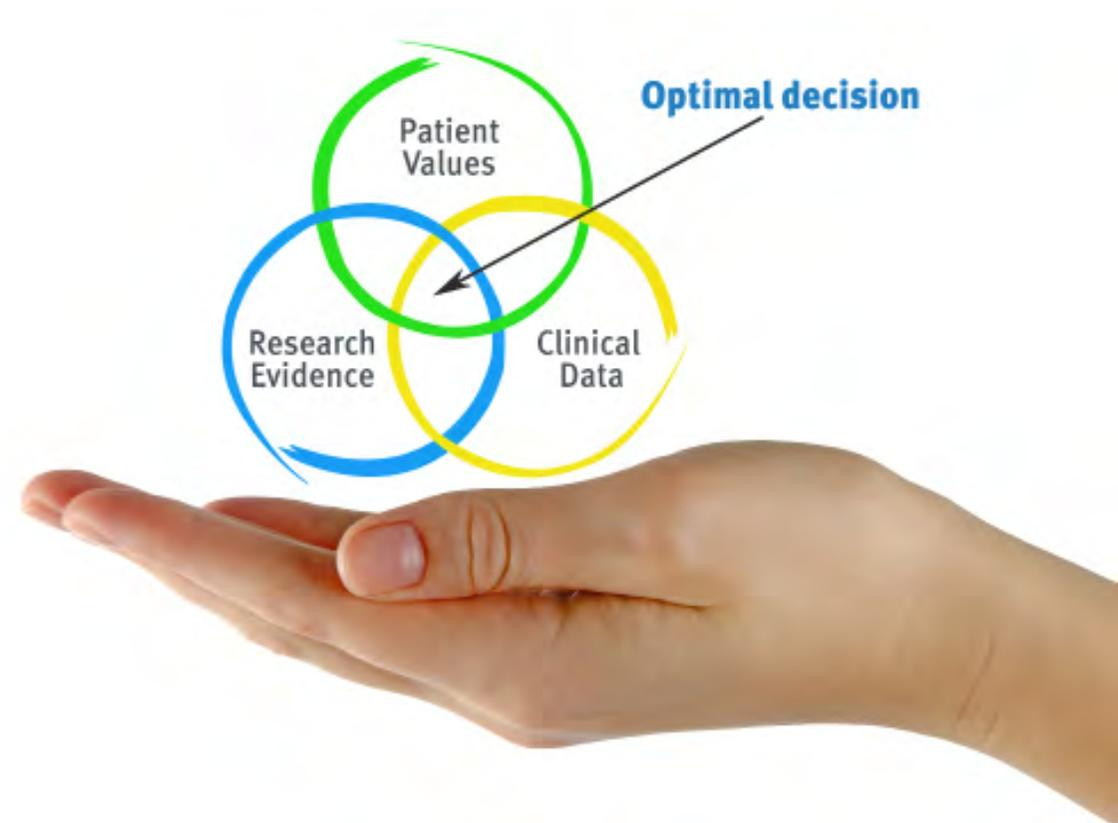 Optimal decision
Patient
Values
Research
Evidence
Clinical
Data